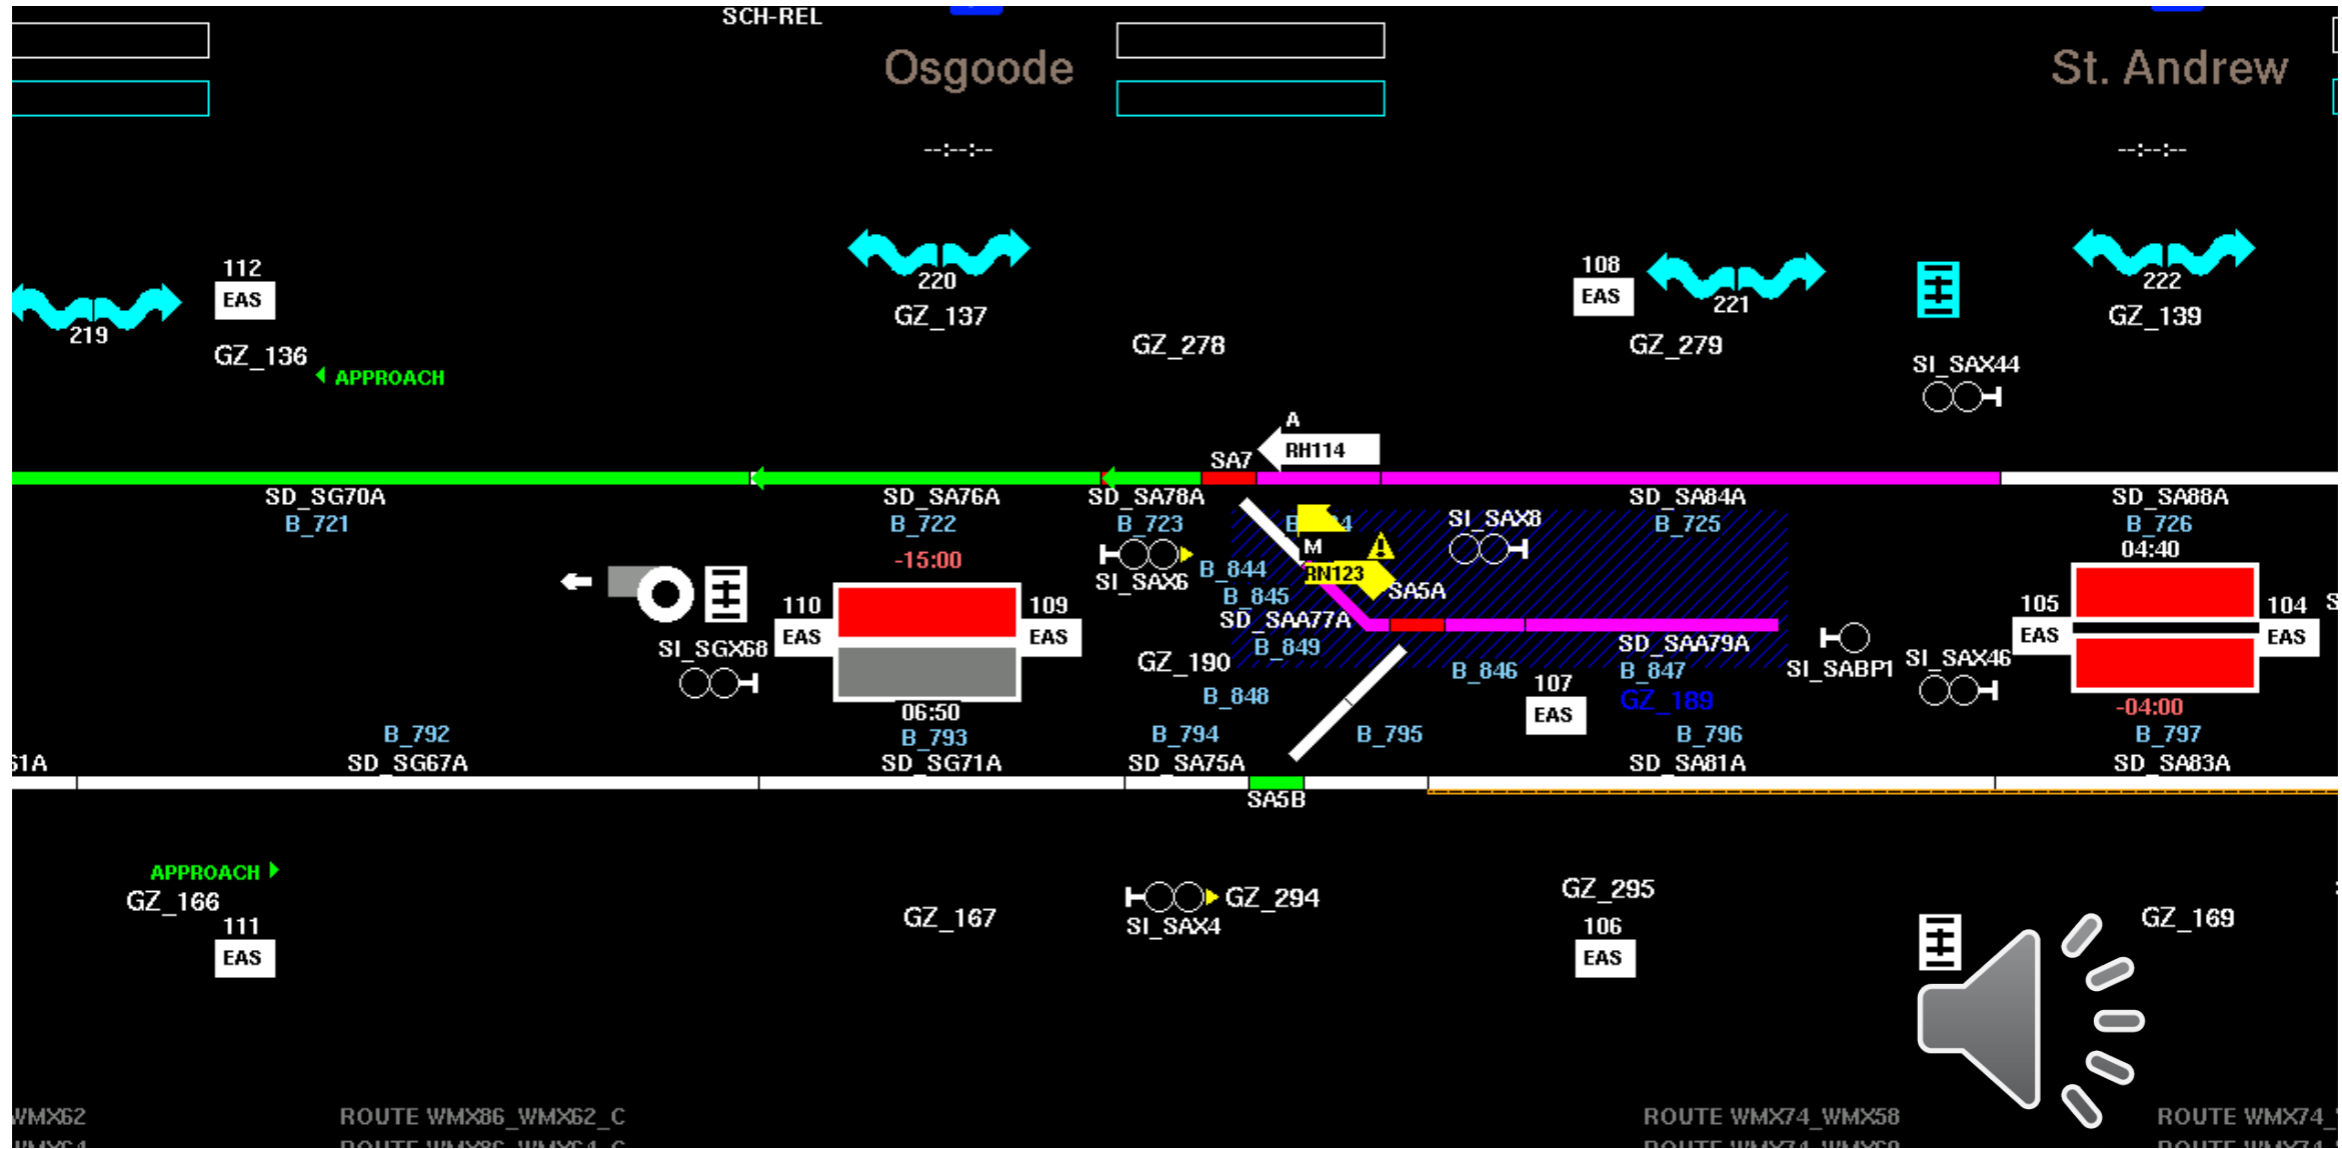 SCH-REL
Osgoode
St. Andrew
--:--:--
--:--:--
112
EAS
219
GZ_136
APPROACH
220
GZ_137
GZ_278
108
EAS
221
GZ_279
222
GZ_139
SI_SAX44
A
RH114
SA7
SD_SG70A
B_721
SD_SA76A
B_722
SD_SA78A
B_723
SD_SA84A
B_725
SD_SA88A
B_726
-15:00
04:40
SI_SAX8
M
RN123
SA5A
SI_SAX6
B_844
B_845
SD_SAA77A
B_849
GZ_190
B_848
SD_SAA79A
B_846
B_847
GZ_189
107
EAS
SI_SABP1
SI_SAX46
105
EAS
104
EAS
110
EAS
109
EAS
SI_SGX68
06:50
-04:00
B_792
B_793
B_794
B_795
B_796
B_797
61A
SD_SG67A
SD_SG71A
SD_SA75A
SD_SA81A
SD_SA83A
SA5B
APPROACH
GZ_166
111
EAS
GZ_167
SI_SAX4
GZ_294
GZ_295
106
EAS
GZ_169
WMX62
ROUTE WMX86_WMX62_C
ROUTE WMX74_WMX58
ROUTE WMX74_